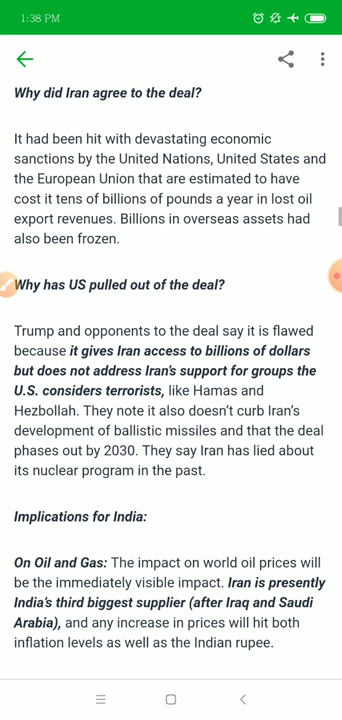 1:38 PM
Why did Iran agree to the deal?
It had been hit with devastating economic
sanctions by the United Nations, United States and
the European Union that are estimated to have
cost it tens of billions of pounds a year in lost oil
export revenues. Billions in overseas assets had
also been frozen.
Why has US pulled out of the deal?
Trump and opponents to the deal say it is flawed
because it gives Iran access to billions of dollars
but does not address Iran’s support for groups the
U.S. considers terrorists, like Hamas and
Hezbollah. They note it also doesn’t curb Iran’s
development of ballistic missiles and that the deal
phases out by 2030. They say Iran has lied about
its nuclear program in the past.
Implications for India:
On Oil and Gas: The impact on world oil prices will
be the immediately visible impact. Iran is presently
India’s third biggest supplier (after Iraq and Saudi
Arabia), and any increase in prices will hit both
inflation levels as well as the Indian rupee.